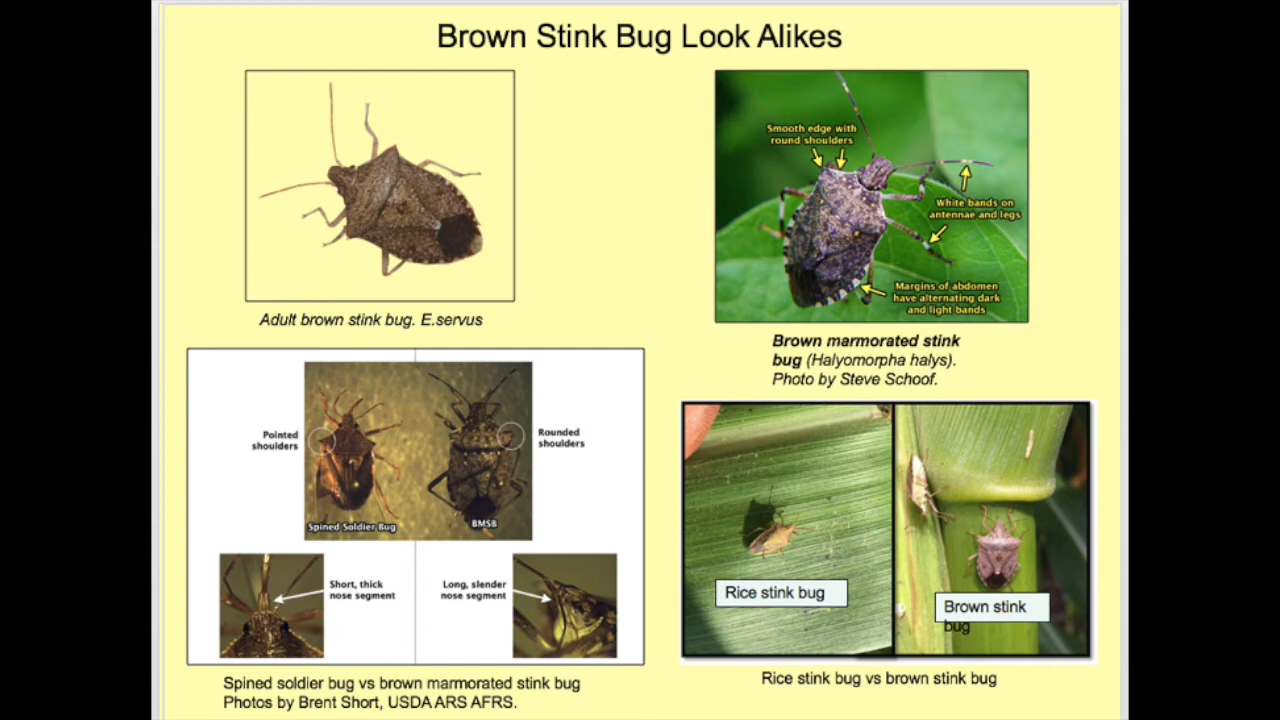 Brown Stink Bug Look Alikes
Adult brown stink bug. E.servus
Smooth edge with
round shoulders
White bands on
antennae and legs
Margins of abdomen
have alternating dark
and light bands
Brown marmorated stink
bug (Halyomorpha halys).
Photo by Steve Schoof.
Pointed
shoulders
Rounded
shoulders
Spined Soldier Bug
BMSB
Short, thick
nose segment
Long, slender
nose segment
Spined soldier bug vs brown marmorated stink bug
Photos by Brent Short, USDA ARS AFRS.
Rice stink bug
Brown stink
bug
Rice stink bug vs brown stink bug